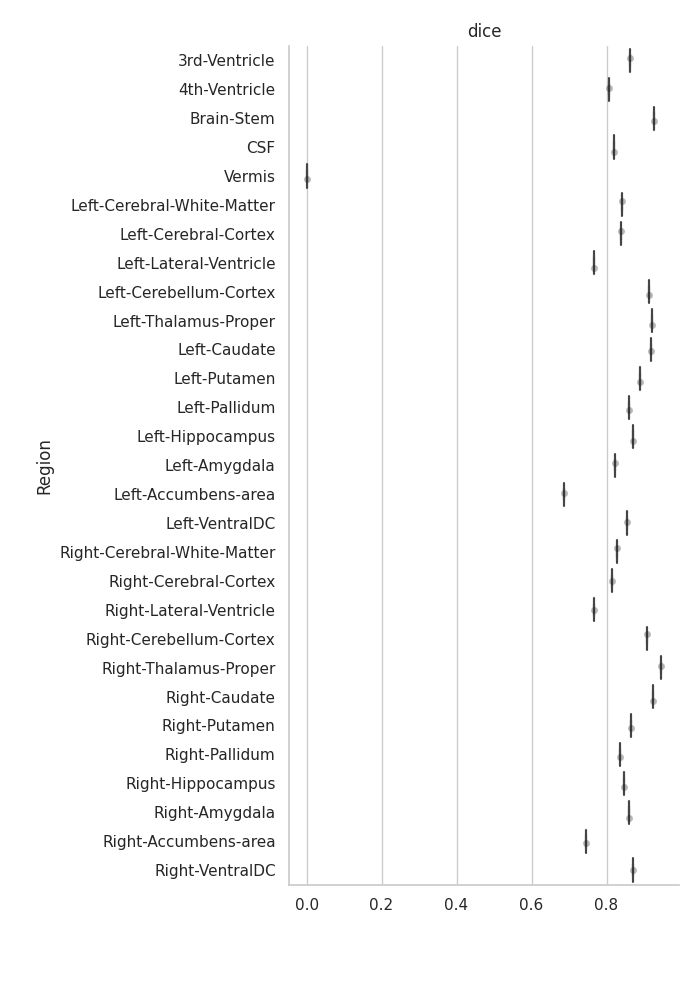 dice
3rd-Ventricle
4th-Ventricle
Brain-Stem
CSF
Vermis
Left-Cerebral-White-Matter
Left-Cerebral-Cortex
Left-Lateral-Ventricle
Left-Cerebellum-Cortex
Left-Thalamus-Proper
Left-Caudate
Left-Putamen
Left-Pallidum
Left-Hippocampus
Left-Amygdala
Left-Accumbens-area
Left-VentralDC
Right-Cerebral-White-Matter
Right-Cerebral-Cortex
Right-Lateral-Ventricle
Right-Cerebellum-Cortex
Right-Thalamus-Proper
Right-Caudate
Right-Putamen
Right-Pallidum
Right-Hippocampus
Right-Amygdala
Right-Accumbens-area
Right-VentralDC
Region
0.0 0.2 0.4 0.6 0.8